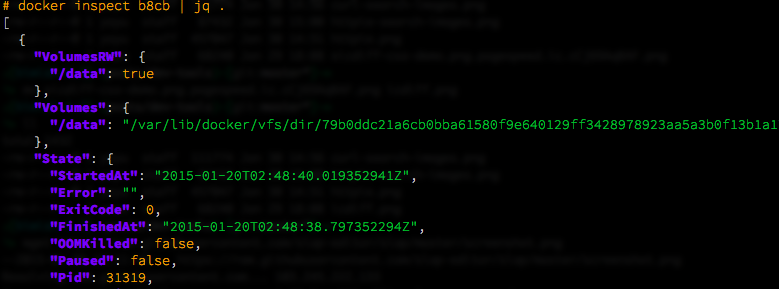 # docker inspect b8cb | jq .
[
  {
    "VolumesRW": {
      "/data": true
    },
    "Volumes": {
      "/data": "/var/lib/docker/vfs/dir/79b0ddc21a6cb0bba61580f9e640129ff3428978923aa5a3b0f13b1a1
    },
    "State": {
      "StartedAt": "2015-01-20T02:48:40.019352941Z",
      "Error": "",
      "ExitCode": 0,
      "FinishedAt": "2015-01-20T02:48:38.797352294Z",
      "OOMKilled": false,
      "Paused": false,
      "Pid": 31319,